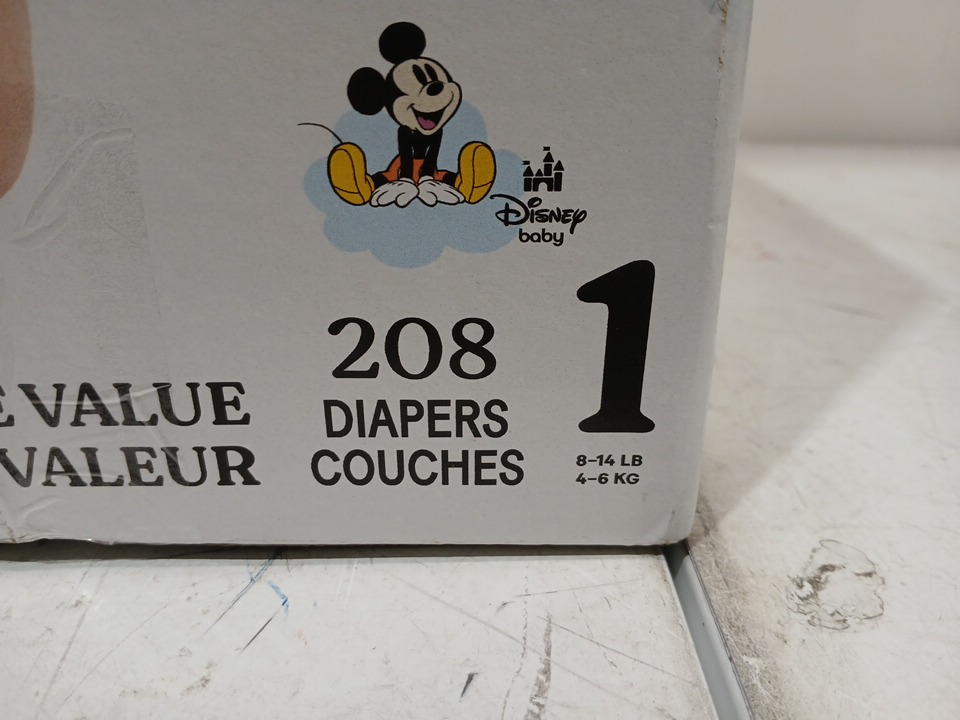 DISNEY
baby
208
DIAPERS
COUCHES
1
8-14 LB
4-6 KG
VALUE
VALEUR